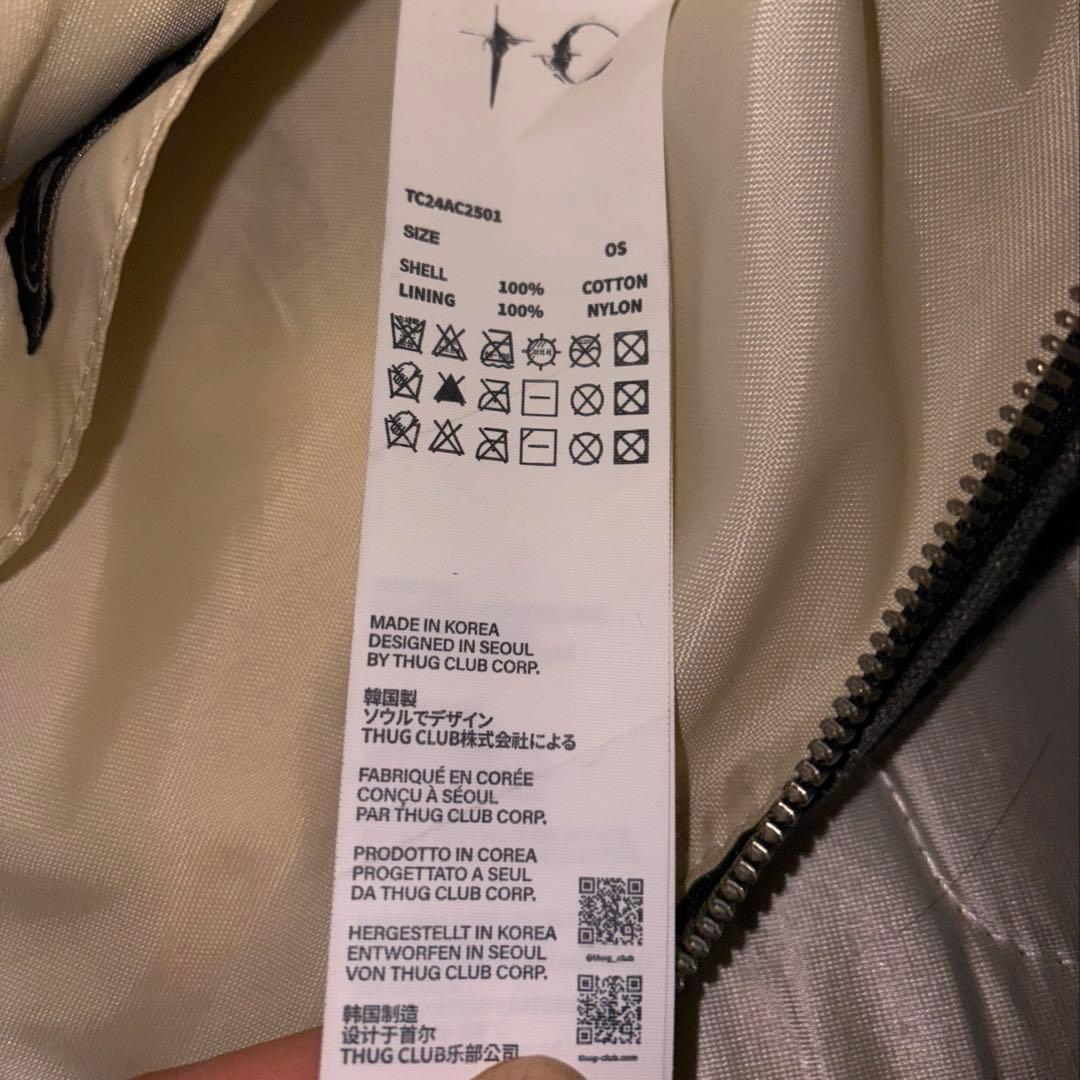 TC
TC24AC2501
SIZE OS
SHELL 100% COTTON
LINING 100% NYLON
MADE IN KOREA
DESIGNED IN SEOUL
BY THUG CLUB CORP.
韓国製
ソウルでデザイン
THUG CLUB株式会社による
FABRIQUÉ EN CORÉE
CONÇU À SÉOUL
PAR THUG CLUB CORP.
PRODOTTO IN COREA
PROGETTATO A SEUL
DA THUG CLUB CORP.
HERGESTELLT IN KOREA
ENTWORFEN IN SEOUL
VON THUG CLUB CORP.
@thug_club
韩国制造
设计于首尔
THUG CLUB乐部公司
thug-club.com